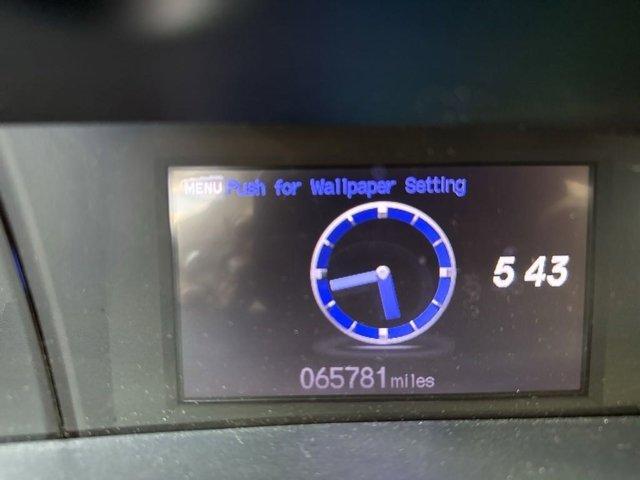 MENU Push for Wallpaper Setting
5 43
065781 miles